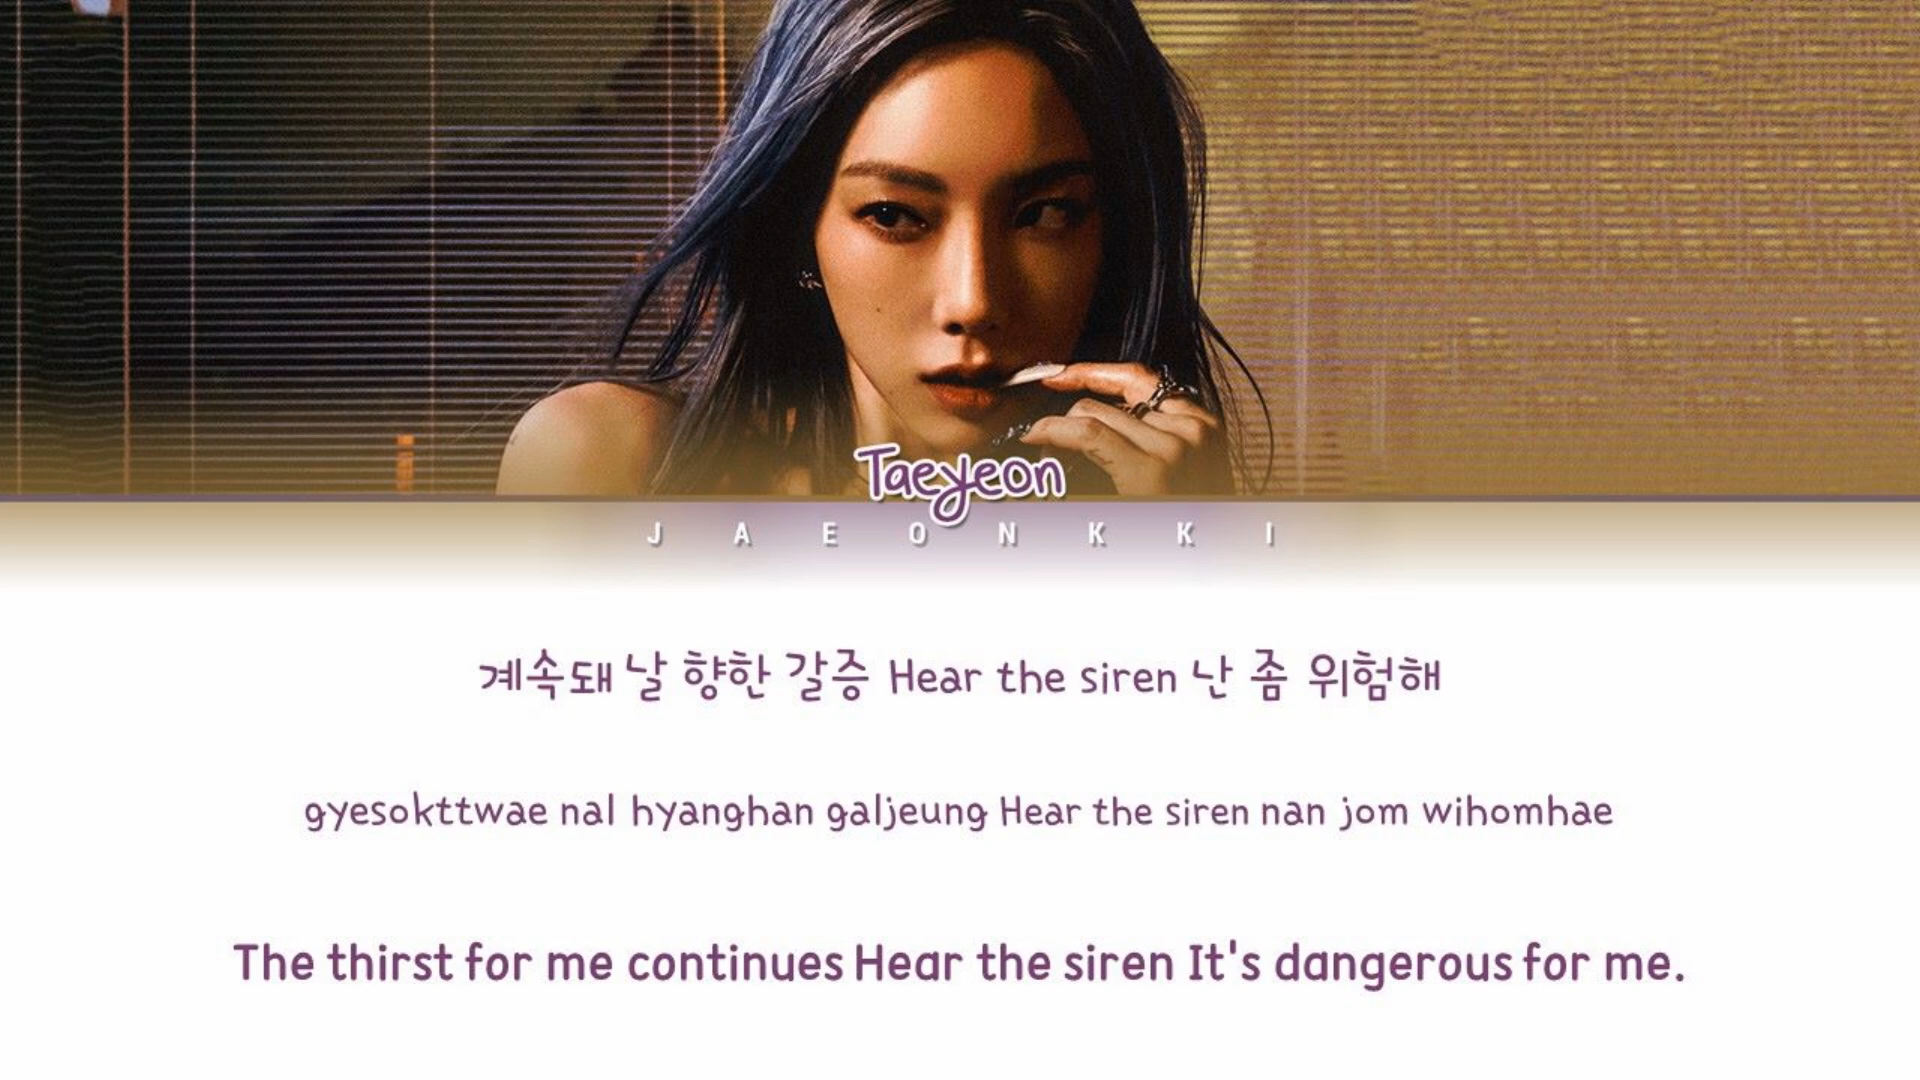 Taeyeon
JAEONKKI
계속돼 날 향한 갈증 Hear the siren 난 좀 위험해
gyesokttwae nal hyanghan galjeung Hear the siren nan jom wihomhae
The thirst for me continues Hear the siren It's dangerous for me.